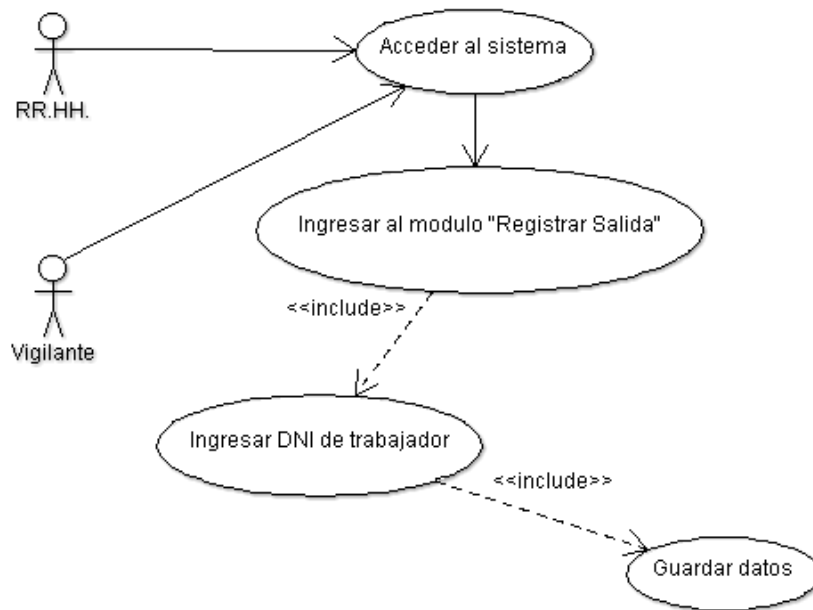 Acceder al sistema
RR.HH.
Ingresar al modulo "Registrar Salida"
<<include>>
Vigilante
Ingresar DNI de trabajador
<<include>>
Guardar datos